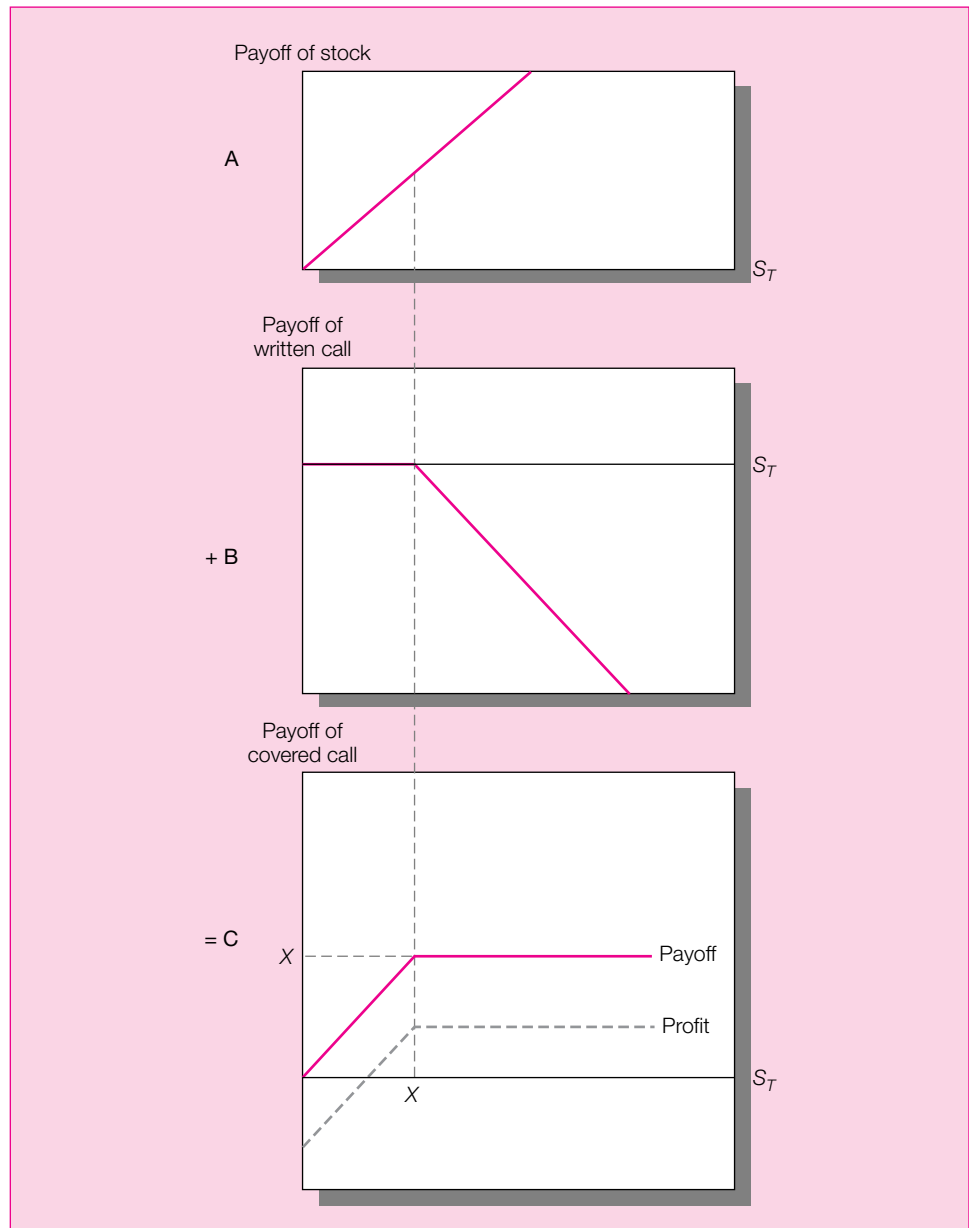 Payoff of stock
A
S_T
Payoff of
written call
S_T
+ B
Payoff of
covered call
= C
X
Payoff
Profit
S_T
X